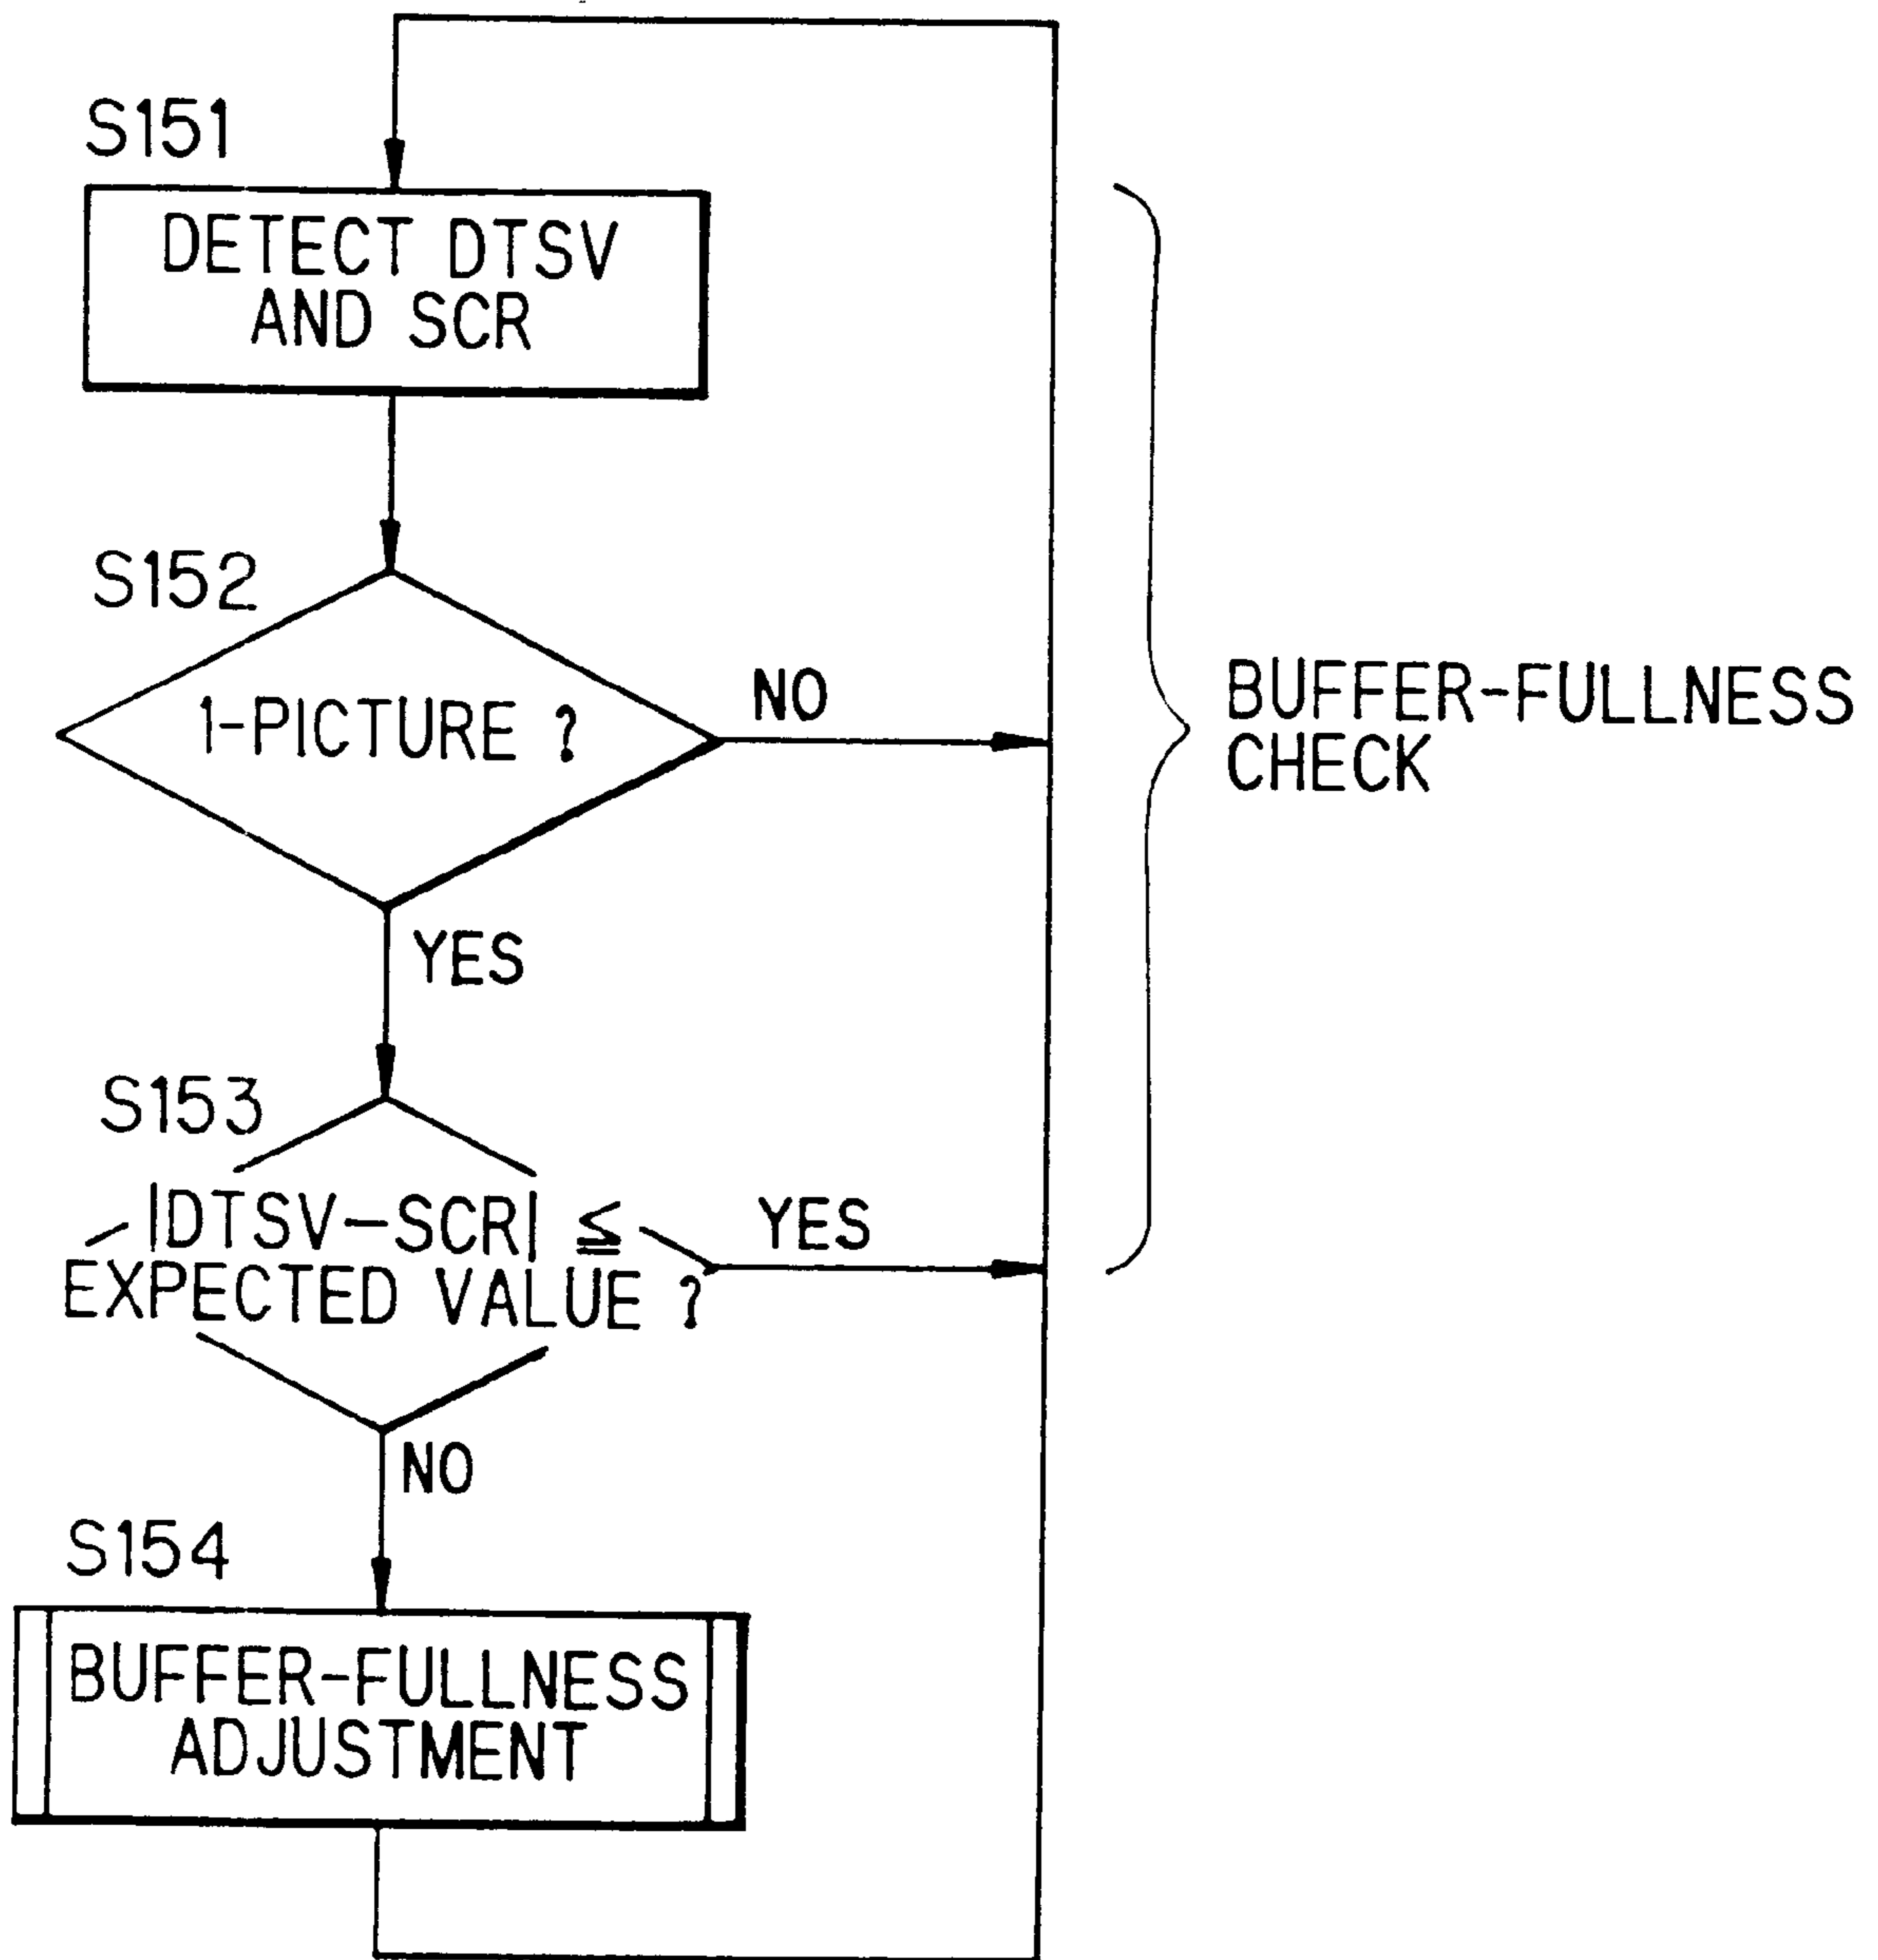 S151
DETECT DTSV
AND SCR
S152
1-PICTURE ?
NO
YES
BUFFER-FULLNESS
CHECK
S153
|DTSV-SCR| ≦
EXPECTED VALUE ?
YES
NO
S154
BUFFER-FULLNESS
ADJUSTMENT